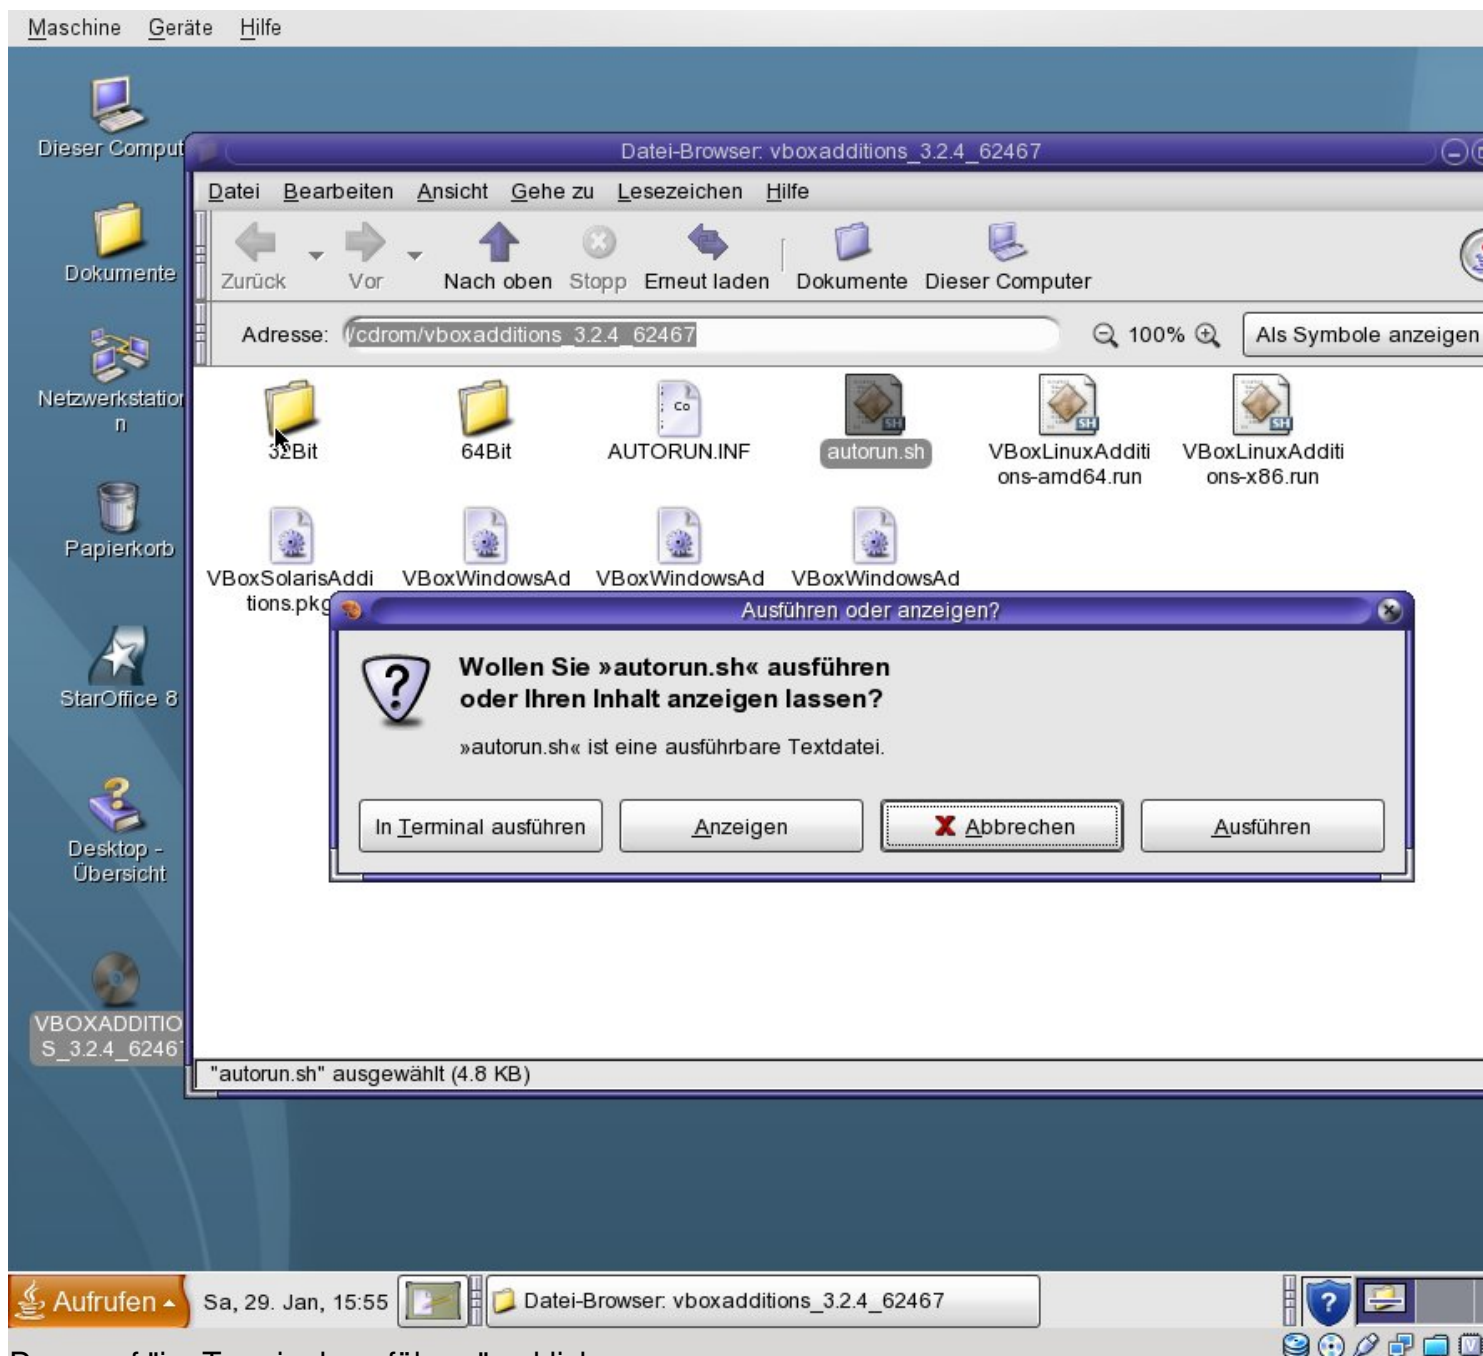 Maschine Geräte Hilfe
Dieser Comput
Dokumente
Netzwerkstation
n
Papierkorb
StarOffice 8
Desktop -
Übersicht
VBOXADDITIO
S_3.2.4_62467
Datei-Browser: vboxadditions_3.2.4_62467
Datei Bearbeiten Ansicht Gehe zu Lesezeichen Hilfe
Zurück Vor Nach oben Stopp Erneut laden Dokumente Dieser Computer
Adresse: /cdrom/vboxadditions_3.2.4_62467 100% Als Symbole anzeigen
32Bit 64Bit AUTORUN.INF autorun.sh VBoxLinuxAdditi VBoxLinuxAdditi
ons-amd64.run ons-x86.run
VBoxSolarisAddi VBoxWindowsAd VBoxWindowsAd VBoxWindowsAd
tions.pkg
Ausführen oder anzeigen?
Wollen Sie »autorun.sh« ausführen
oder Ihren Inhalt anzeigen lassen?
»autorun.sh« ist eine ausführbare Textdatei.
In Terminal ausführen Anzeigen Abbrechen Ausführen
"autorun.sh" ausgewählt (4.8 KB)
Aufrufen Sa, 29. Jan, 15:55 Datei-Browser: vboxadditions_3.2.4_62467